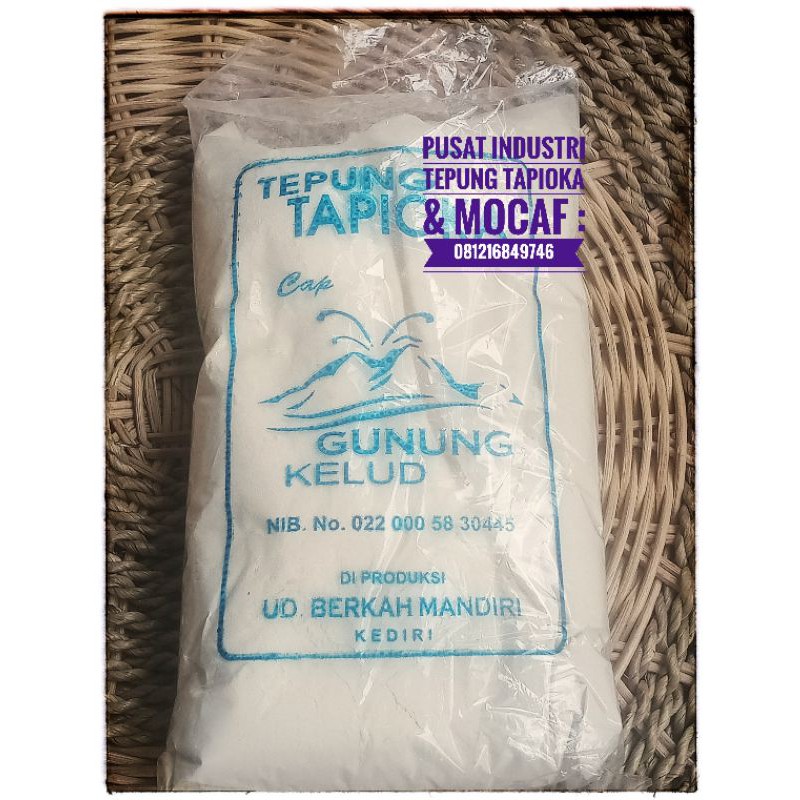 PUSAT INDUSTRI
TEPUNG TAPIOKA
& MOCAF :
081216849746
TEPUNG
Cap
GUNUNG
KELUD
NIB. No. 022 000 58 30445
DI PRODUKSI
UD. BERKAH MANDIRI
KEDIRI